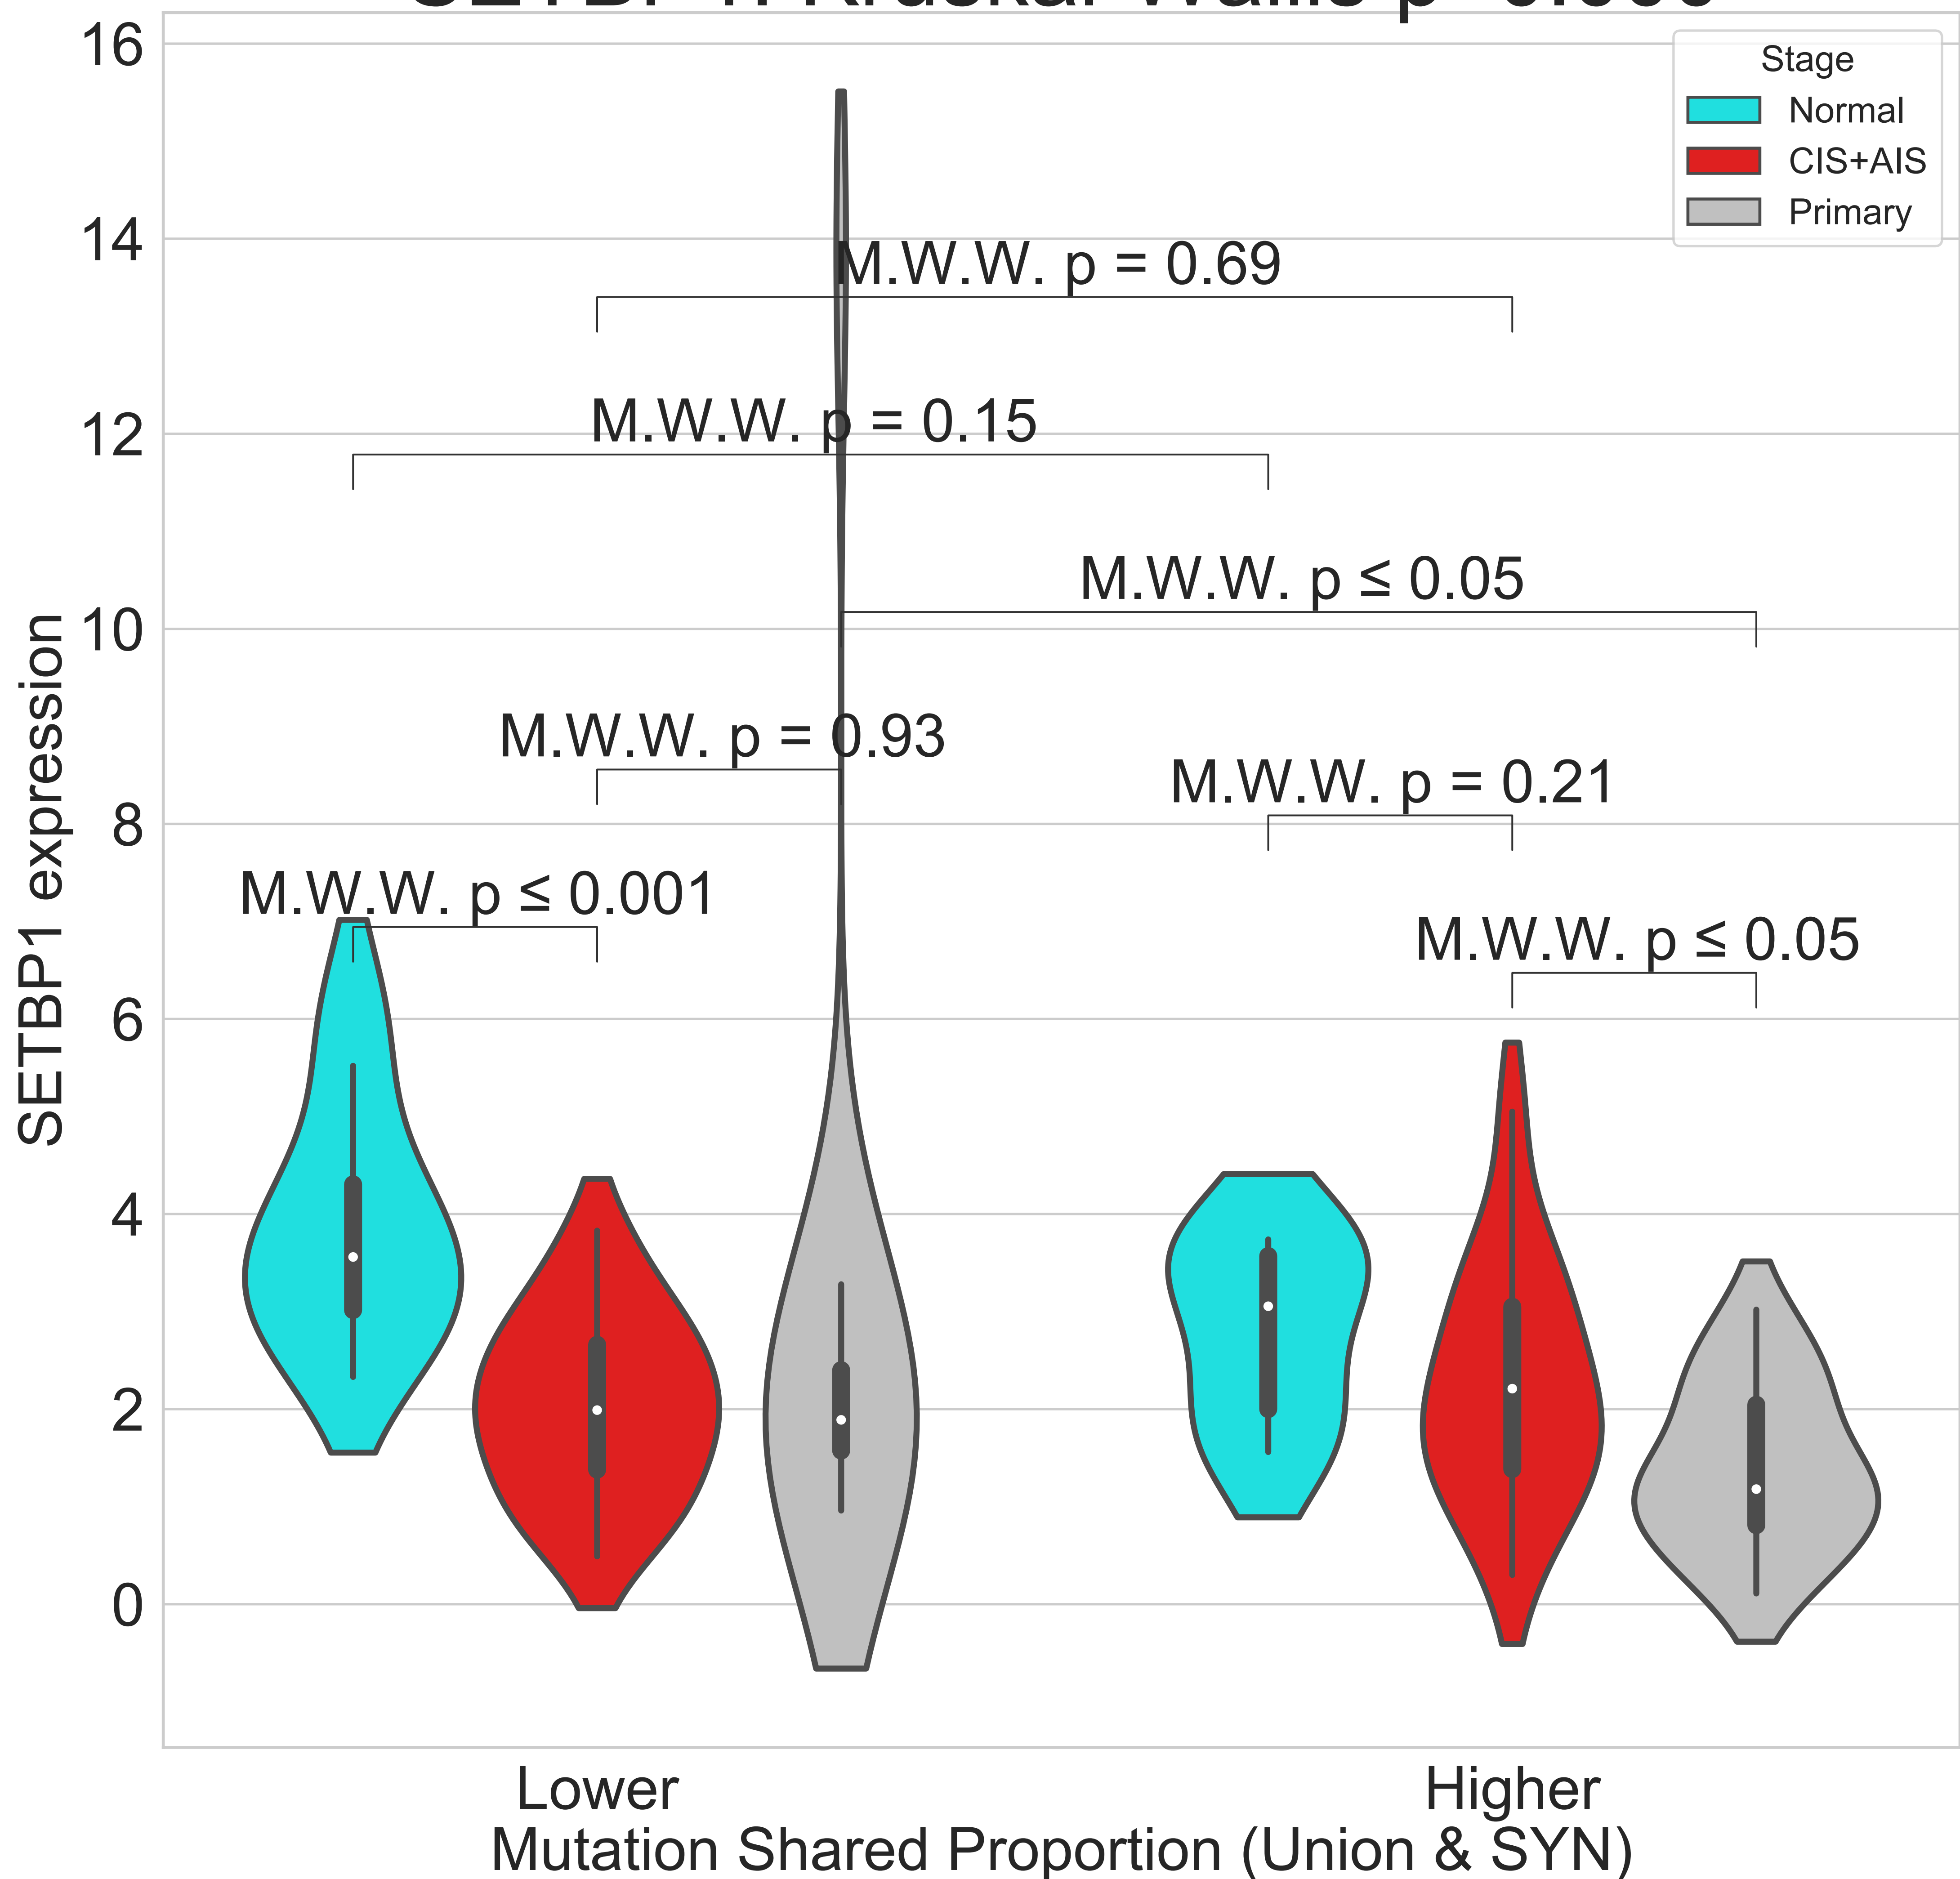 16
14
12
10
8
6
4
2
0
SETBP1 expression
Stage
Normal
CIS+AIS
Primary
M.W.W. p = 0.69
M.W.W. p = 0.15
M.W.W. p ≤ 0.05
M.W.W. p = 0.93
M.W.W. p = 0.21
M.W.W. p ≤ 0.001
M.W.W. p ≤ 0.05
Lower
Higher
Mutation Shared Proportion (Union & SYN)